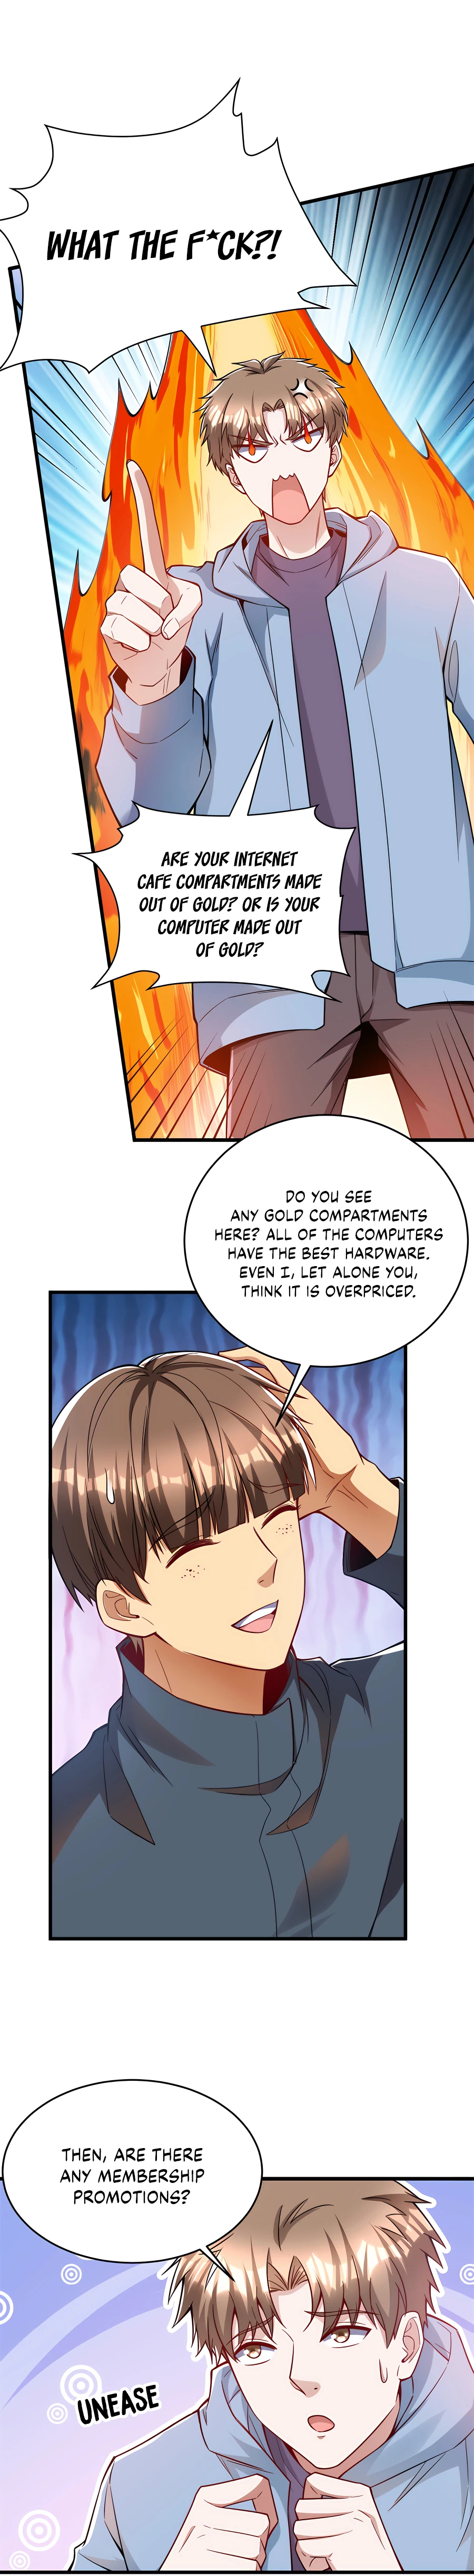 WHAT THE F*CK?!
ARE YOUR INTERNET
CAFE COMPARTMENTS MADE
OUT OF GOLD? OR IS YOUR
COMPUTER MADE OUT
OF GOLD?
DO YOU SEE
ANY GOLD COMPARTMENTS
HERE? ALL OF THE COMPUTERS
HAVE THE BEST HARDWARE.
EVEN I, LET ALONE YOU,
THINK IT IS OVERPRICED.
THEN, ARE THERE
ANY MEMBERSHIP
PROMOTIONS?
UNEASE